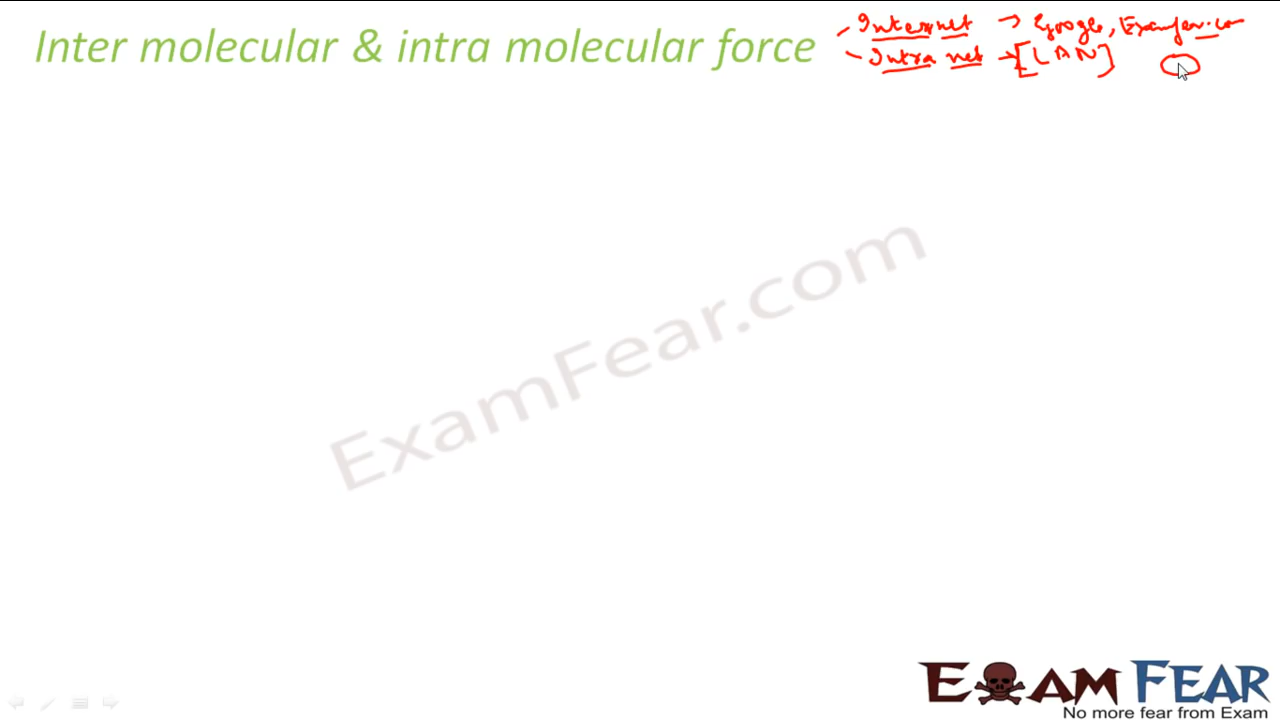 Inter molecular & intra molecular force
- Internet → Google, Examfear.com
- Intra net → [LAN]
ExamFear.com
EXAM FEAR
No more fear from Exam